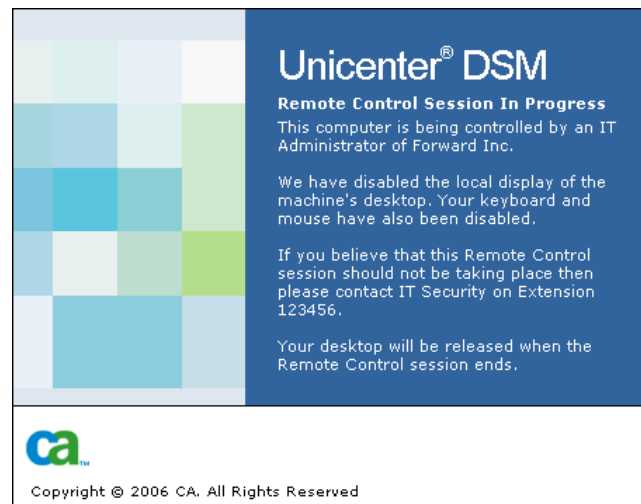 Unicenter® DSM
Remote Control Session In Progress
This computer is being controlled by an IT
Administrator of Forward Inc.
We have disabled the local display of the
machine's desktop. Your keyboard and
mouse have also been disabled.
If you believe that this Remote Control
session should not be taking place then
please contact IT Security on Extension
123456.
Your desktop will be released when the
Remote Control session ends.
ca™
Copyright © 2006 CA. All Rights Reserved